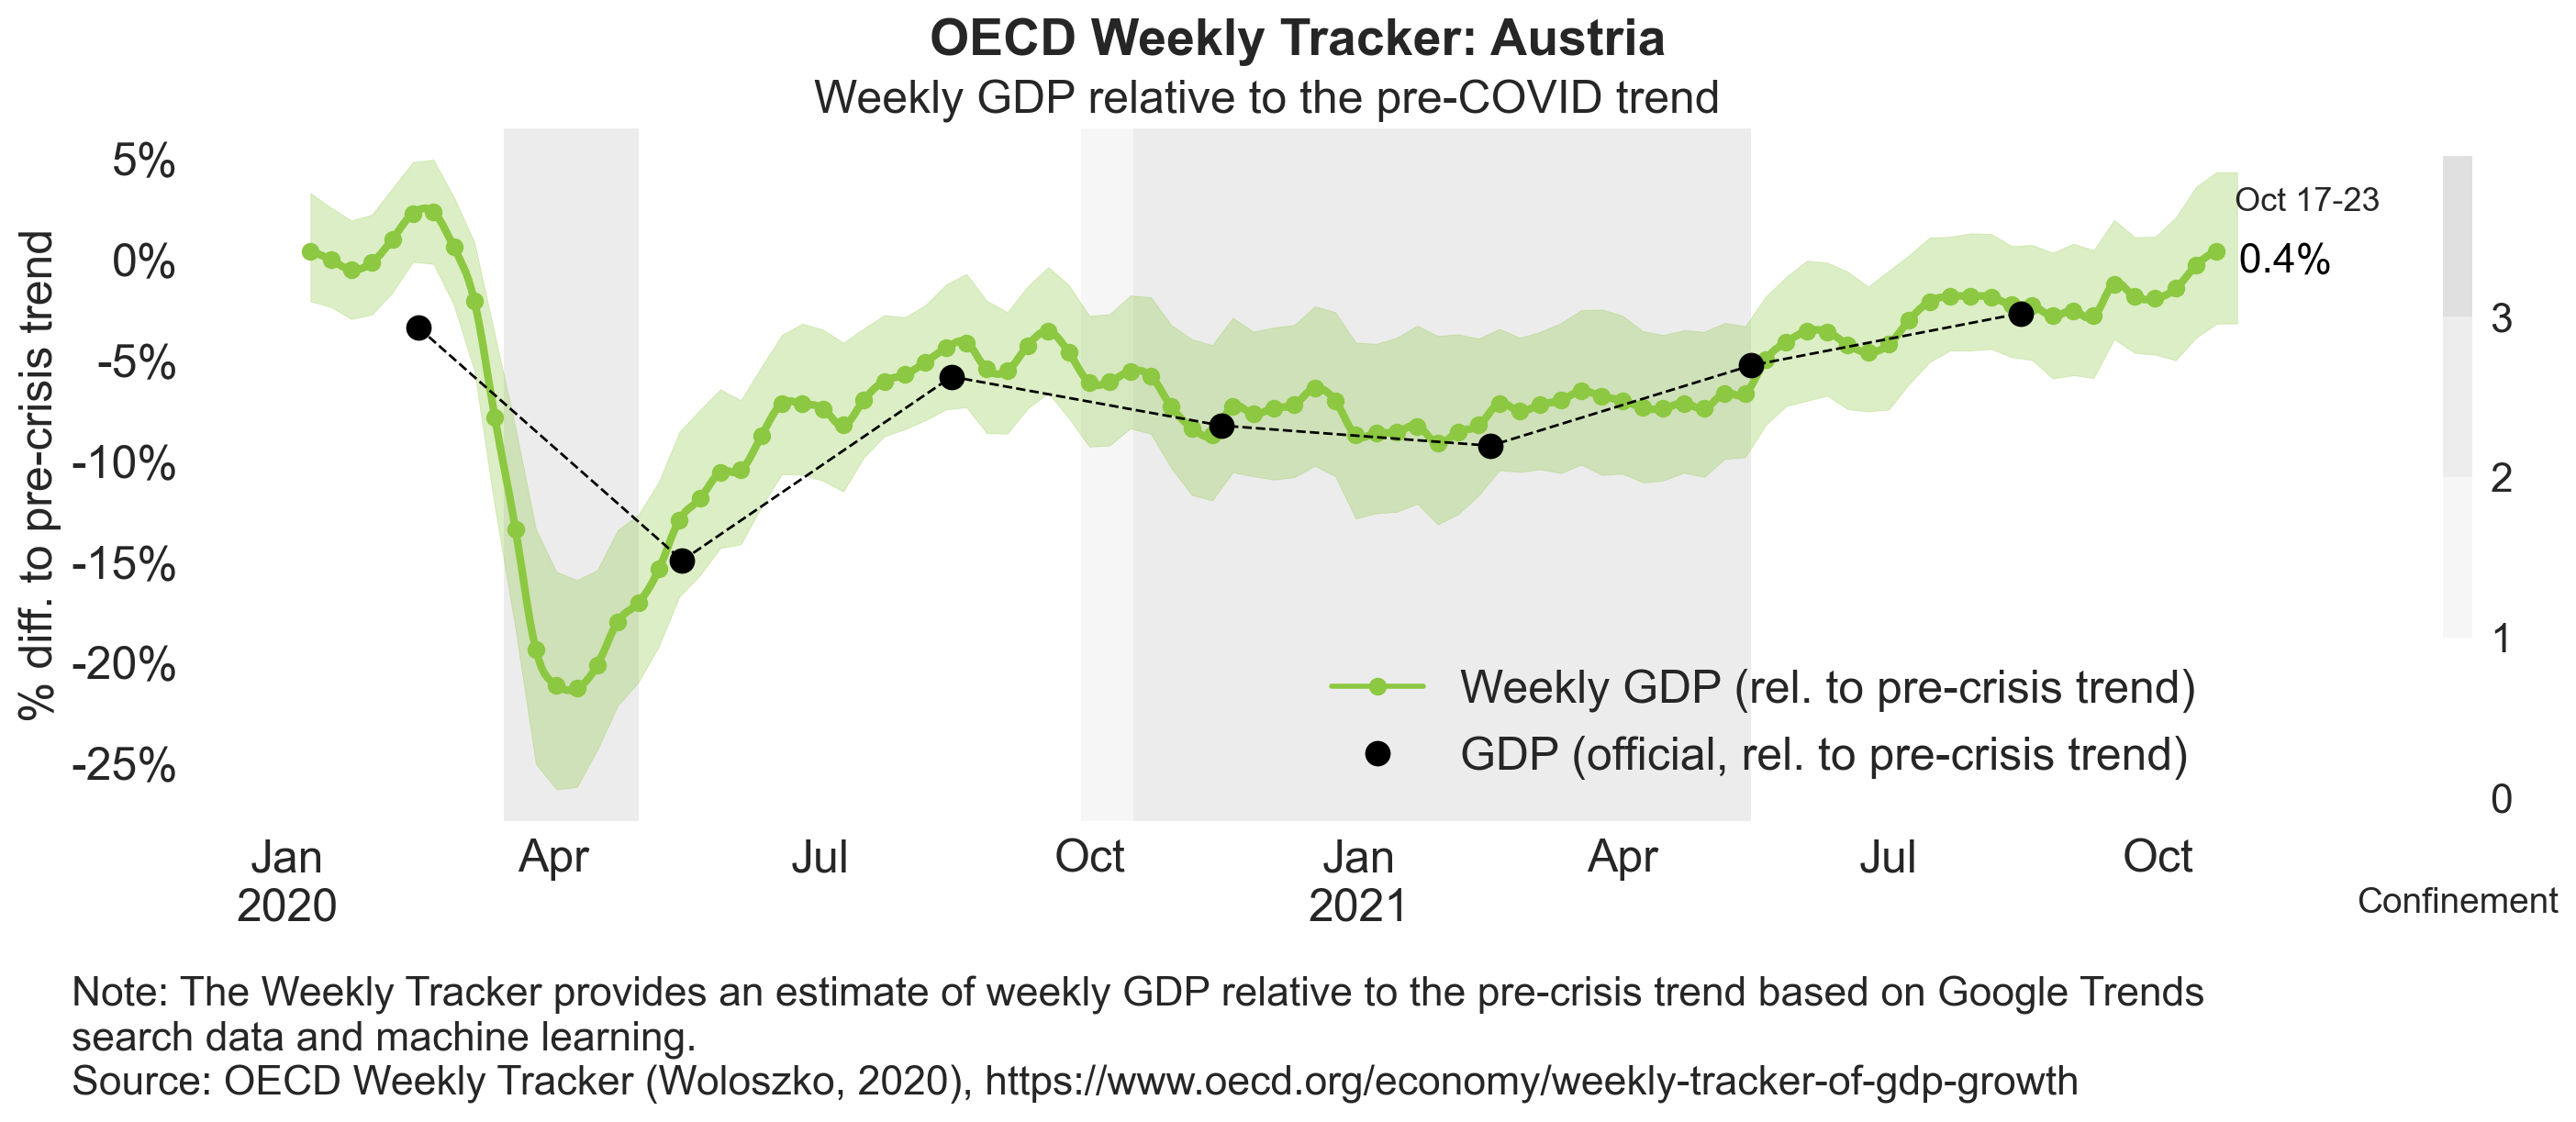 OECD Weekly Tracker: Austria
Weekly GDP relative to the pre-COVID trend
% diff. to pre-crisis trend
5%
0%
-5%
-10%
-15%
-20%
-25%
Oct 17-23
0.4%
Weekly GDP (rel. to pre-crisis trend)
GDP (official, rel. to pre-crisis trend)
3
2
1
0
Jan Apr Jul Oct Jan Apr Jul Oct
2020 2021
Confinement
Note: The Weekly Tracker provides an estimate of weekly GDP relative to the pre-crisis trend based on Google Trends
search data and machine learning.
Source: OECD Weekly Tracker (Woloszko, 2020), https://www.oecd.org/economy/weekly-tracker-of-gdp-growth